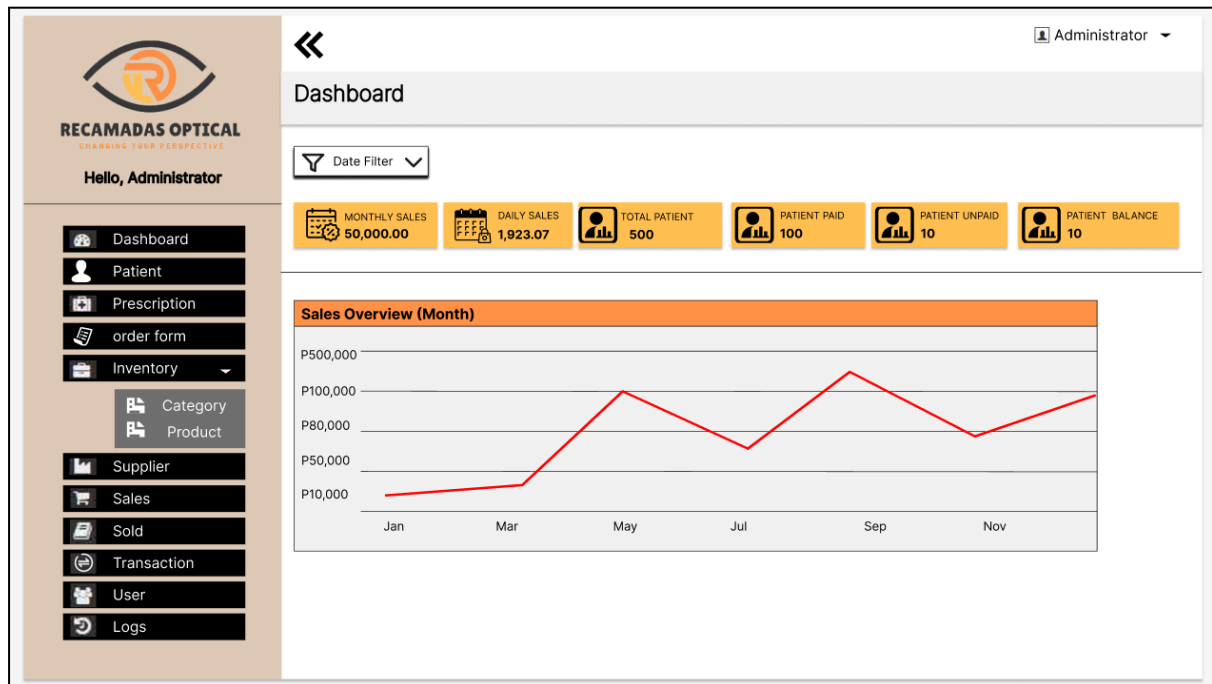 RECAMADAS OPTICAL
CHANGING YOUR PERSPECTIVE
Hello, Administrator
Dashboard
Patient
Prescription
order form
Inventory
Category
Product
Supplier
Sales
Sold
Transaction
User
Logs
Administrator
Dashboard
Date Filter
MONTHLY SALES
50,000.00
DAILY SALES
1,923.07
TOTAL PATIENT
500
PATIENT PAID
100
PATIENT UNPAID
10
PATIENT BALANCE
10
Sales Overview (Month)
P500,000
P100,000
P80,000
P50,000
P10,000
Jan Mar May Jul Sep Nov